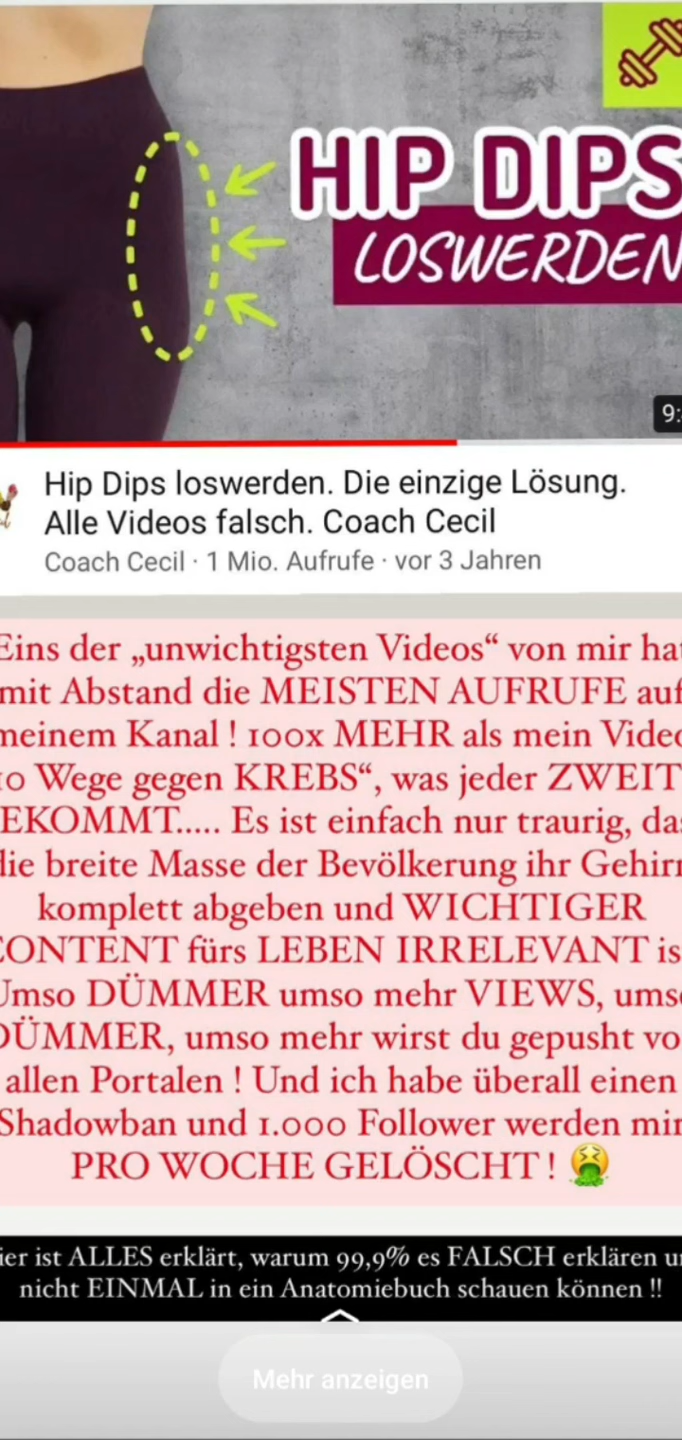 HIP DIPS
LOSWERDEN
9:
Hip Dips loswerden. Die einzige Lösung.
Alle Videos falsch. Coach Cecil
Coach Cecil · 1 Mio. Aufrufe · vor 3 Jahren
Eins der „unwichtigsten Videos“ von mir hat
mit Abstand die MEISTEN AUFRUFE auf
meinem Kanal ! 100x MEHR als mein Video
10 Wege gegen KREBS“, was jeder ZWEIT
EKOMMT..... Es ist einfach nur traurig, das
die breite Masse der Bevölkerung ihr Gehirn
komplett abgeben und WICHTIGER
CONTENT fürs LEBEN IRRELEVANT is
Umso DÜMMER umso mehr VIEWS, umso
DÜMMER, umso mehr wirst du gepusht vo
allen Portalen ! Und ich habe überall einen
Shadowban und 1.000 Follower werden mir
PRO WOCHE GELÖSCHT ! 🤮
ier ist ALLES erklärt, warum 99,9% es FALSCH erklären un
nicht EINMAL in ein Anatomiebuch schauen können !!
Mehr anzeigen